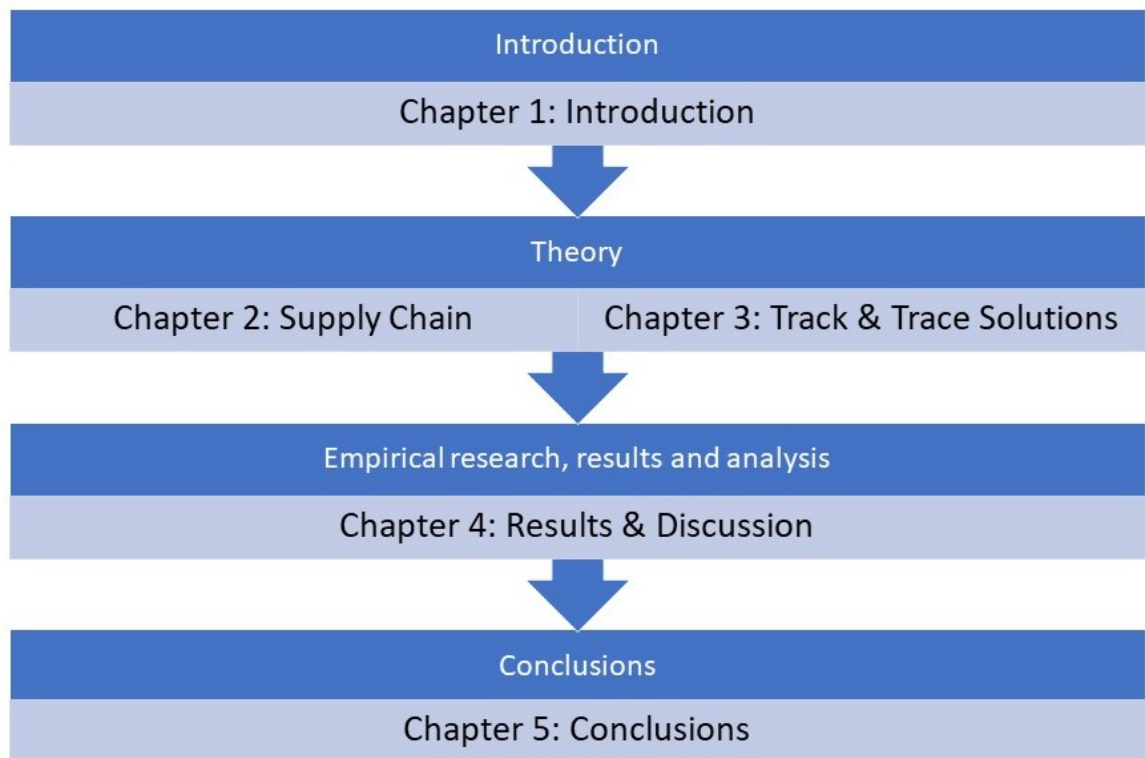 Introduction
Chapter 1: Introduction
Theory
Chapter 2: Supply Chain
Chapter 3: Track & Trace Solutions
Empirical research, results and analysis
Chapter 4: Results & Discussion
Conclusions
Chapter 5: Conclusions